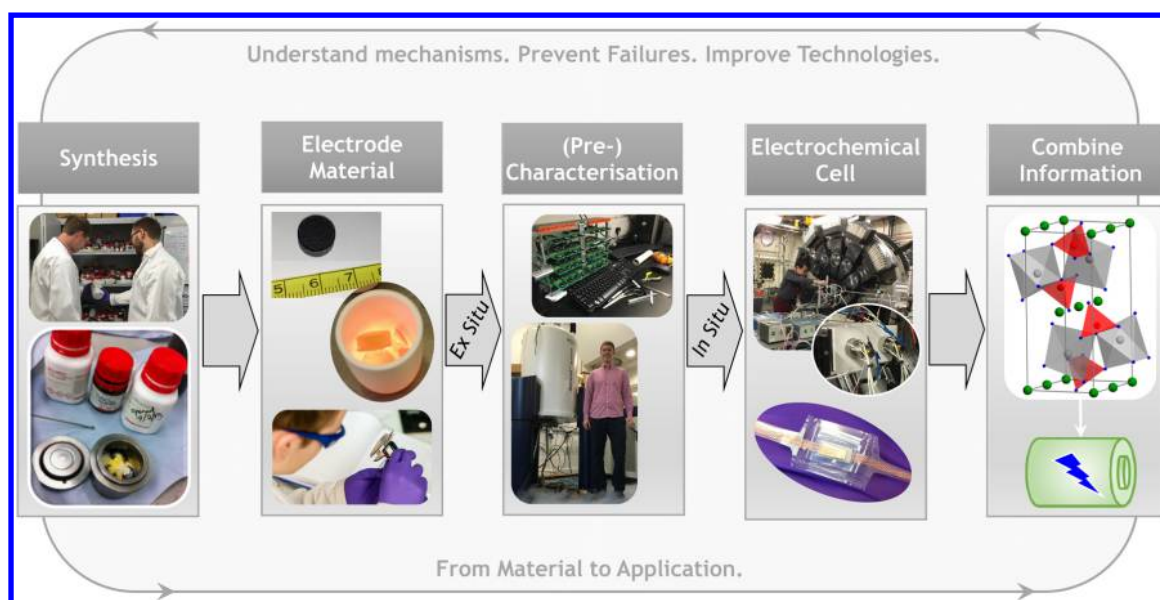 Understand mechanisms. Prevent Failures. Improve Technologies.
Synthesis
Electrode
Material
(Pre-)
Characterisation
Electrochemical
Cell
Combine
Information
5 6 7
Ex Situ
In Situ
From Material to Application.